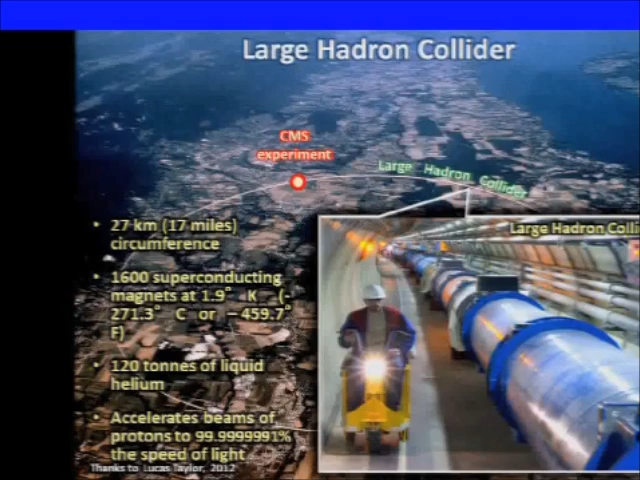 Large Hadron Collider
CMS
experiment
Large Hadron Collider
Large Hadron Colli
• 27 km (17 miles)
circumference
• 1600 superconducting
magnets at 1.9° K (-
271.3° C or – 459.7°
F)
• 120 tonnes of liquid
helium
• Accelerates beams of
protons to 99.9999991%
the speed of light
Thanks to Lucas Taylor, 2012